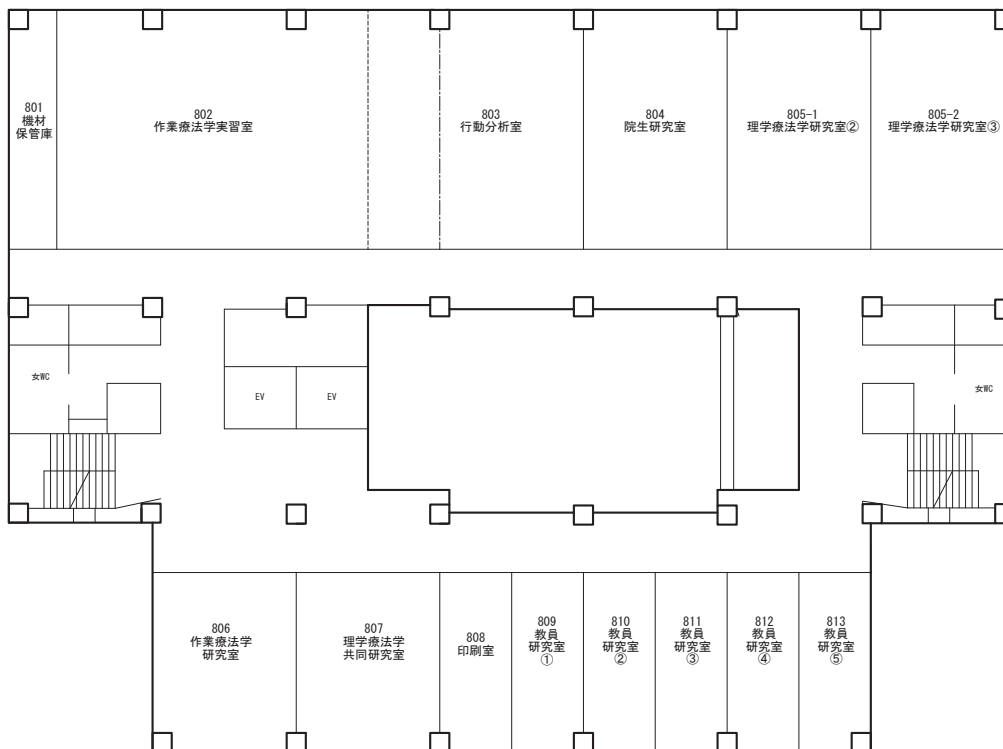 801
機材
保管庫
802
作業療法学実習室
803
行動分析室
804
院生研究室
805-1
理学療法学研究室②
805-2
理学療法学研究室③
女WC
EV
EV
女WC
806
作業療法学
研究室
807
理学療法学
共同研究室
808
印刷室
809
教員
研究室
①
810
教員
研究室
②
811
教員
研究室
③
812
教員
研究室
④
813
教員
研究室
⑤